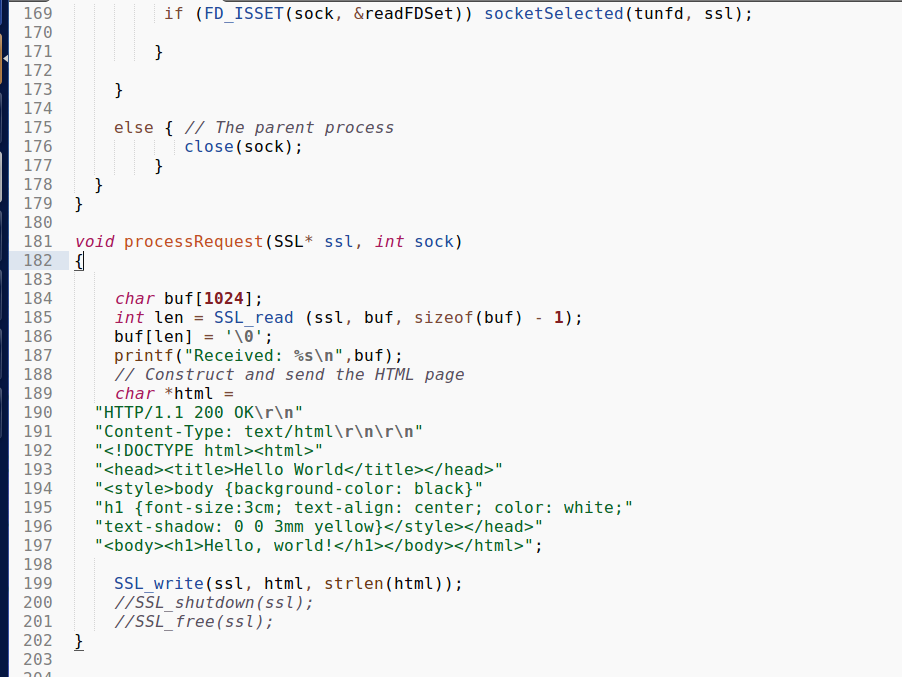 169 if (FD_ISSET(sock, &readFDSet)) socketSelected(tunfd, ssl);
170
171 }
172
173 }
174
175 else { // The parent process
176 close(sock);
177 }
178 }
179 }
180
181 void processRequest(SSL* ssl, int sock)
182 {
183
184 char buf[1024];
185 int len = SSL_read (ssl, buf, sizeof(buf) - 1);
186 buf[len] = '\0';
187 printf("Received: %s\n",buf);
188 // Construct and send the HTML page
189 char *html =
190 "HTTP/1.1 200 OK\r\n"
191 "Content-Type: text/html\r\n\r\n"
192 "<!DOCTYPE html><html>"
193 "<head><title>Hello World</title></head>"
194 "<style>body {background-color: black}"
195 "h1 {font-size:3cm; text-align: center; color: white;"
196 "text-shadow: 0 0 3mm yellow}</style></head>"
197 "<body><h1>Hello, world!</h1></body></html>";
198
199 SSL_write(ssl, html, strlen(html));
200 //SSL_shutdown(ssl);
201 //SSL_free(ssl);
202 }
203
204